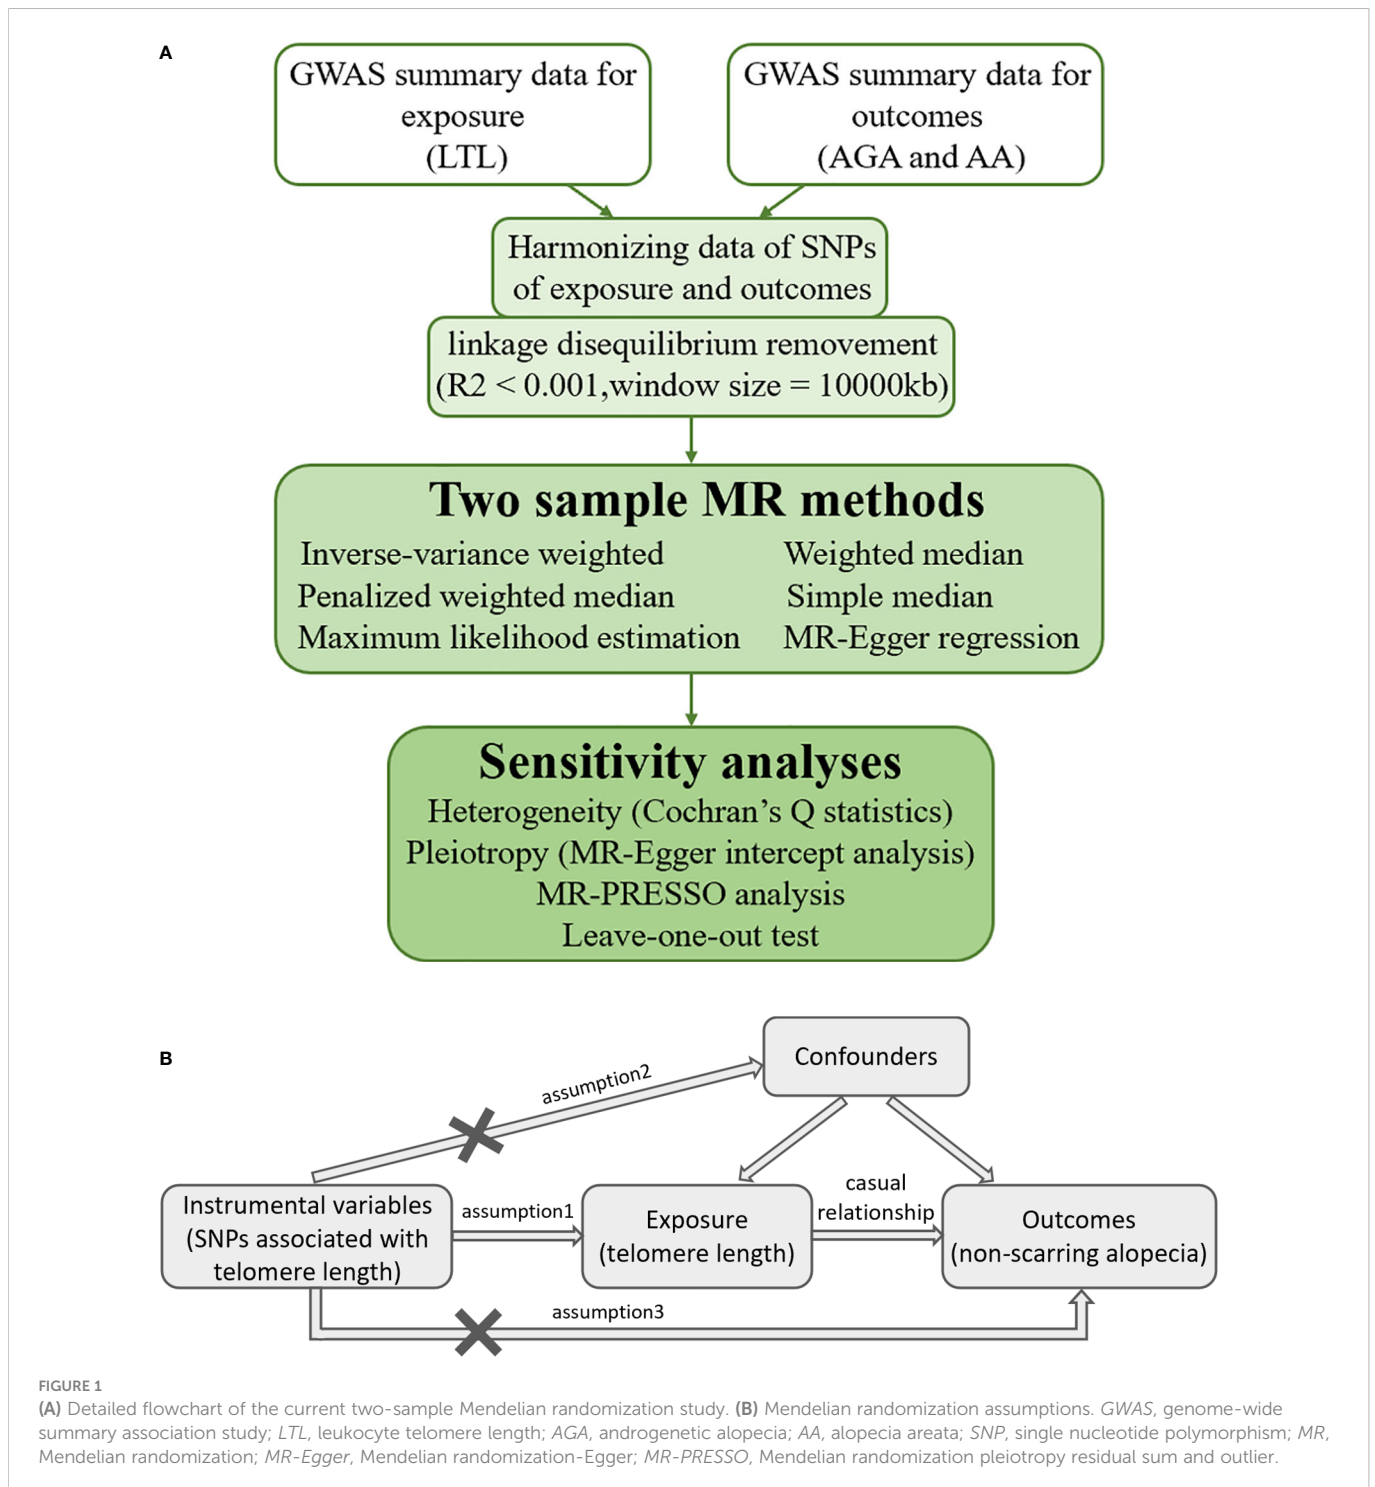 A
GWAS summary data for
exposure
(LTL)
GWAS summary data for
outcomes
(AGA and AA)
Harmonizing data of SNPs
of exposure and outcomes
linkage disequilibrium removement
(R2 < 0.001,window size = 10000kb)
Two sample MR methods
Inverse-variance weighted
Weighted median
Penalized weighted median
Simple median
Maximum likelihood estimation
MR-Egger regression
Sensitivity analyses
Heterogeneity (Cochran’s Q statistics)
Pleiotropy (MR-Egger intercept analysis)
MR-PRESSO analysis
Leave-one-out test
B
Confounders
assumption2
Instrumental variables
(SNPs associated with
telomere length)
assumption1
Exposure
(telomere length)
casual
relationship
Outcomes
(non-scarring alopecia)
assumption3
FIGURE 1
(A) Detailed flowchart of the current two-sample Mendelian randomization study. (B) Mendelian randomization assumptions. GWAS, genome-wide
summary association study; LTL, leukocyte telomere length; AGA, androgenetic alopecia; AA, alopecia areata; SNP, single nucleotide polymorphism; MR,
Mendelian randomization; MR-Egger, Mendelian randomization-Egger; MR-PRESSO, Mendelian randomization pleiotropy residual sum and outlier.